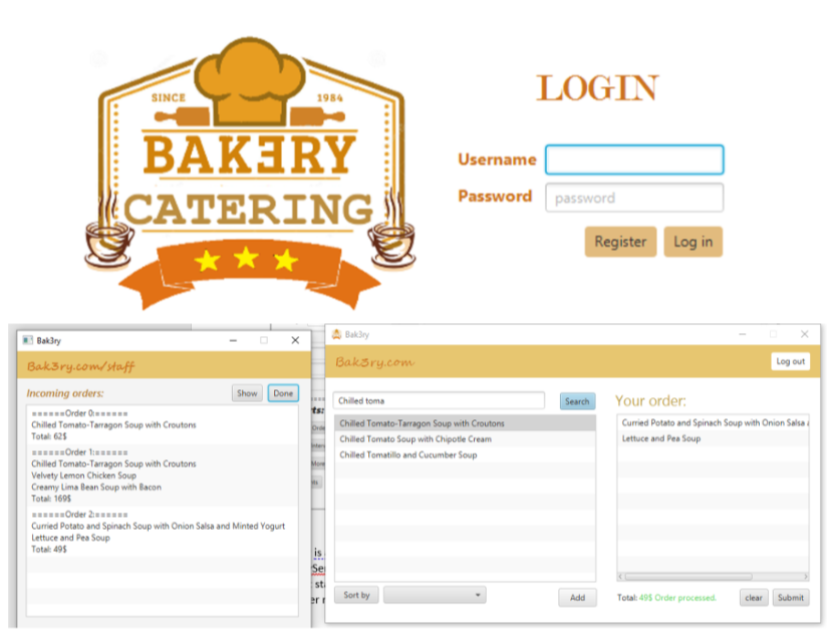 SINCE 1984
BAKƎRY
CATERING
LOGIN
Username
Password password
Register Log in
Bak3ry
Bak3ry.com/staff
Incoming orders: Show Done
======Order 0:======
Chilled Tomato-Tarragon Soup with Croutons
Total: 62$
======Order 1:======
Chilled Tomato-Tarragon Soup with Croutons
Velvety Lemon Chicken Soup
Creamy Lima Bean Soup with Bacon
Total: 169$
======Order 2:======
Curried Potato and Spinach Soup with Onion Salsa and Minted Yogurt
Lettuce and Pea Soup
Total: 49$
Bak3ry
Bak3ry.com Log out
Chilled toma Search
Chilled Tomato-Tarragon Soup with Croutons
Chilled Tomato Soup with Chipotle Cream
Chilled Tomatillo and Cucumber Soup
Sort by Add
Your order:
Curried Potato and Spinach Soup with Onion Salsa
Lettuce and Pea Soup
Total: 49$ Order processed. clear Submit